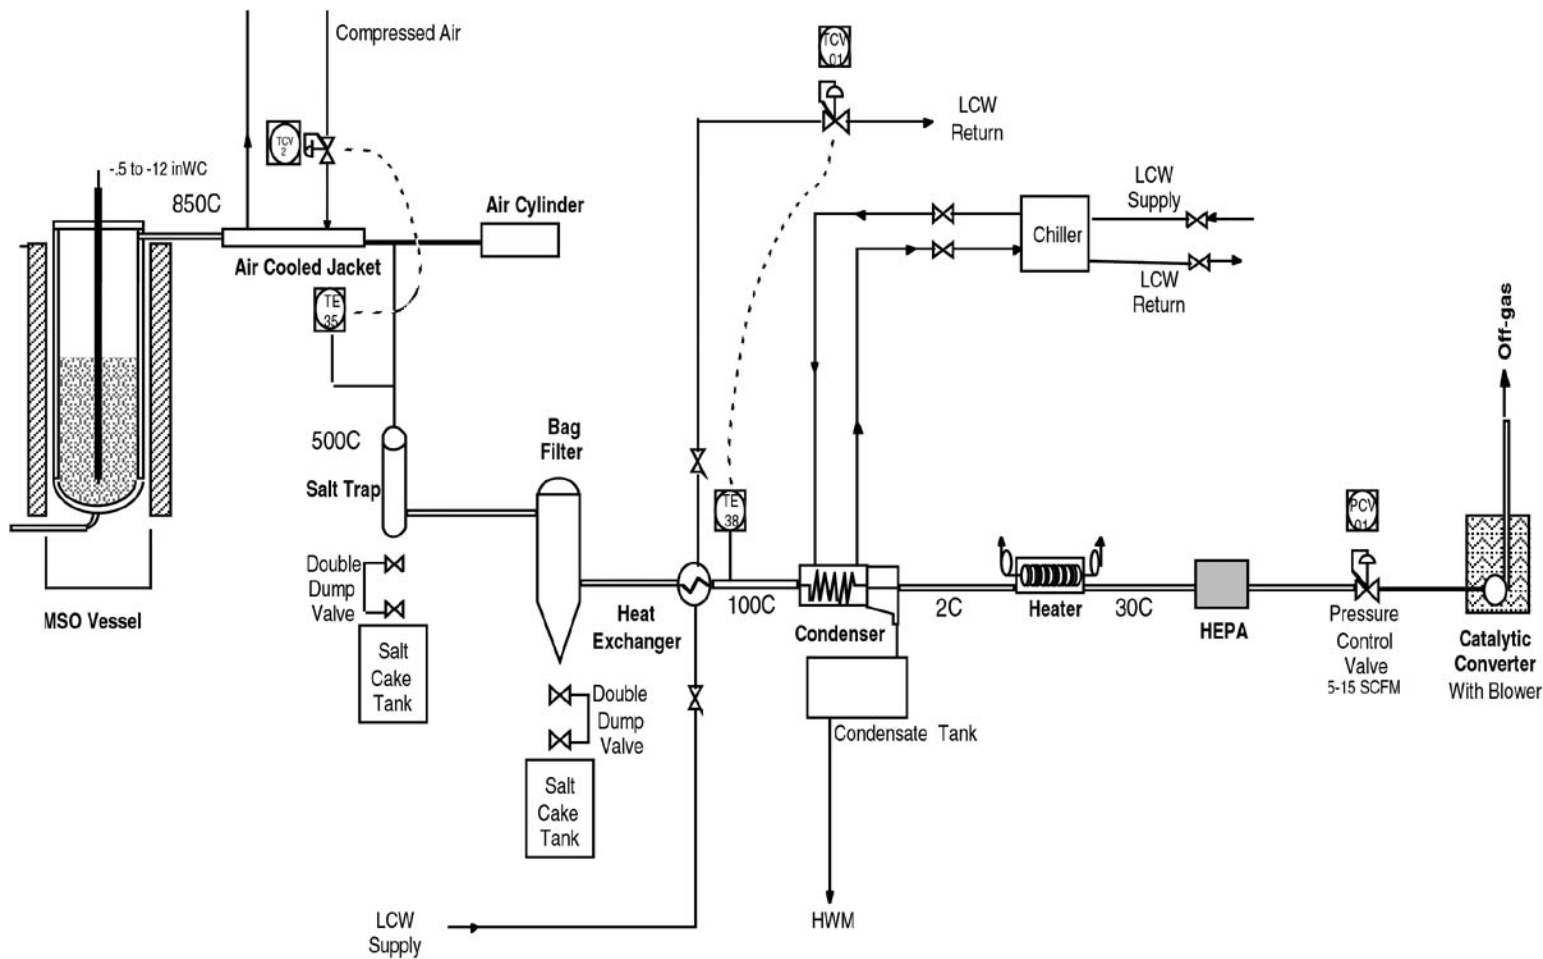 Compressed Air
TCV
01
LCW
Return
TCV
2
-.5 to -12 inWC
850C
Air Cylinder
LCW
Supply
Chiller
Air Cooled Jacket
LCW
Return
TE
35
Off-gas
500C
Bag
Filter
Salt Trap
TE
38
PCV
01
Double
Dump
Valve
MSO Vessel
Heat
Exchanger
100C
Condenser
2C
Heater
30C
HEPA
Pressure
Control
Valve
5-15 SCFM
Catalytic
Converter
With Blower
Salt
Cake
Tank
Double
Dump
Valve
Condensate Tank
Salt
Cake
Tank
LCW
Supply
HWM